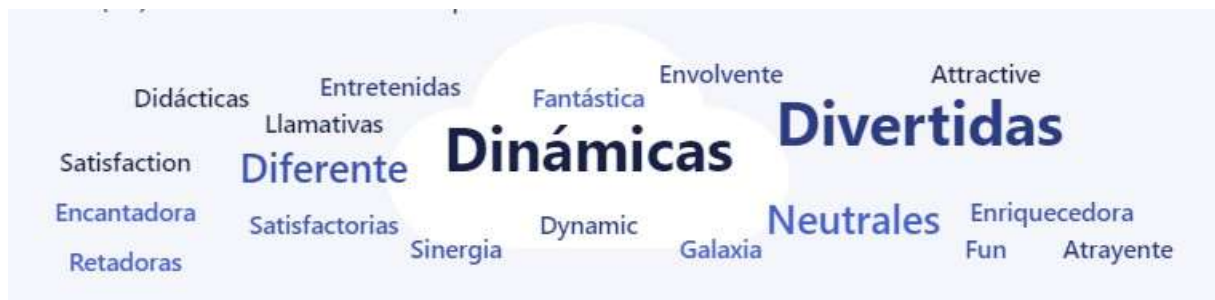 Envolvente
Attractive
Entretenidas
Didácticas
Fantástica
Llamativas
Divertidas
Dinámicas
Satisfaction
Diferente
Encantadora
Enriquecedora
Neutrales
Satisfactorias
Dynamic
Sinergia
Galaxia
Fun
Atrayente
Retadoras